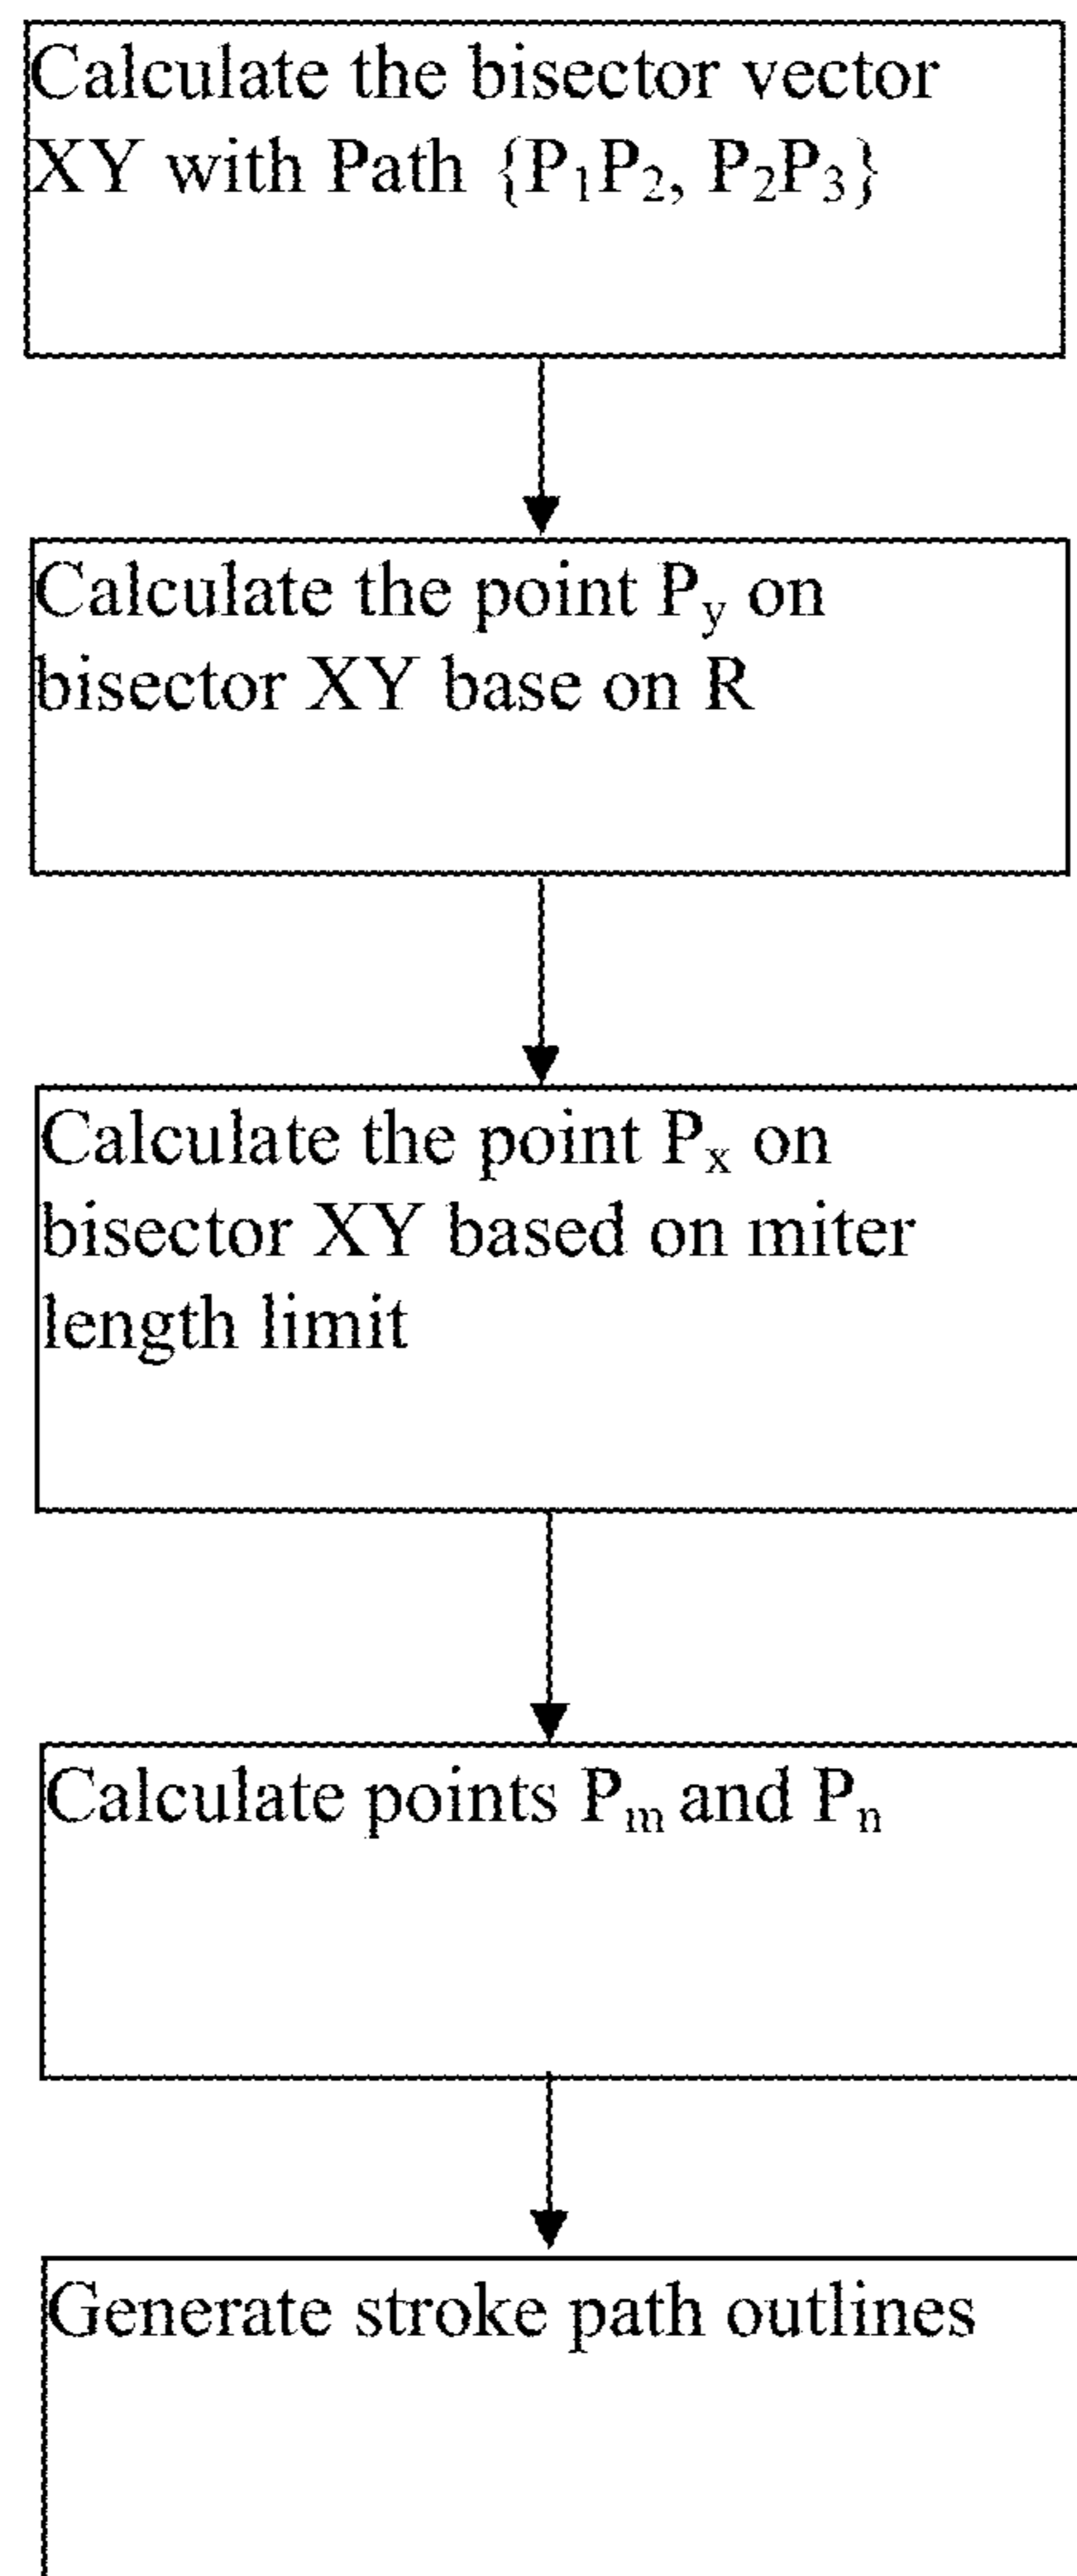 Calculate the bisector vector
XY with Path {P₁P₂, P₂P₃}
Calculate the point Pᵧ on
bisector XY base on R
Calculate the point Pₓ on
bisector XY based on miter
length limit
Calculate points Pₘ and Pₙ
Generate stroke path outlines